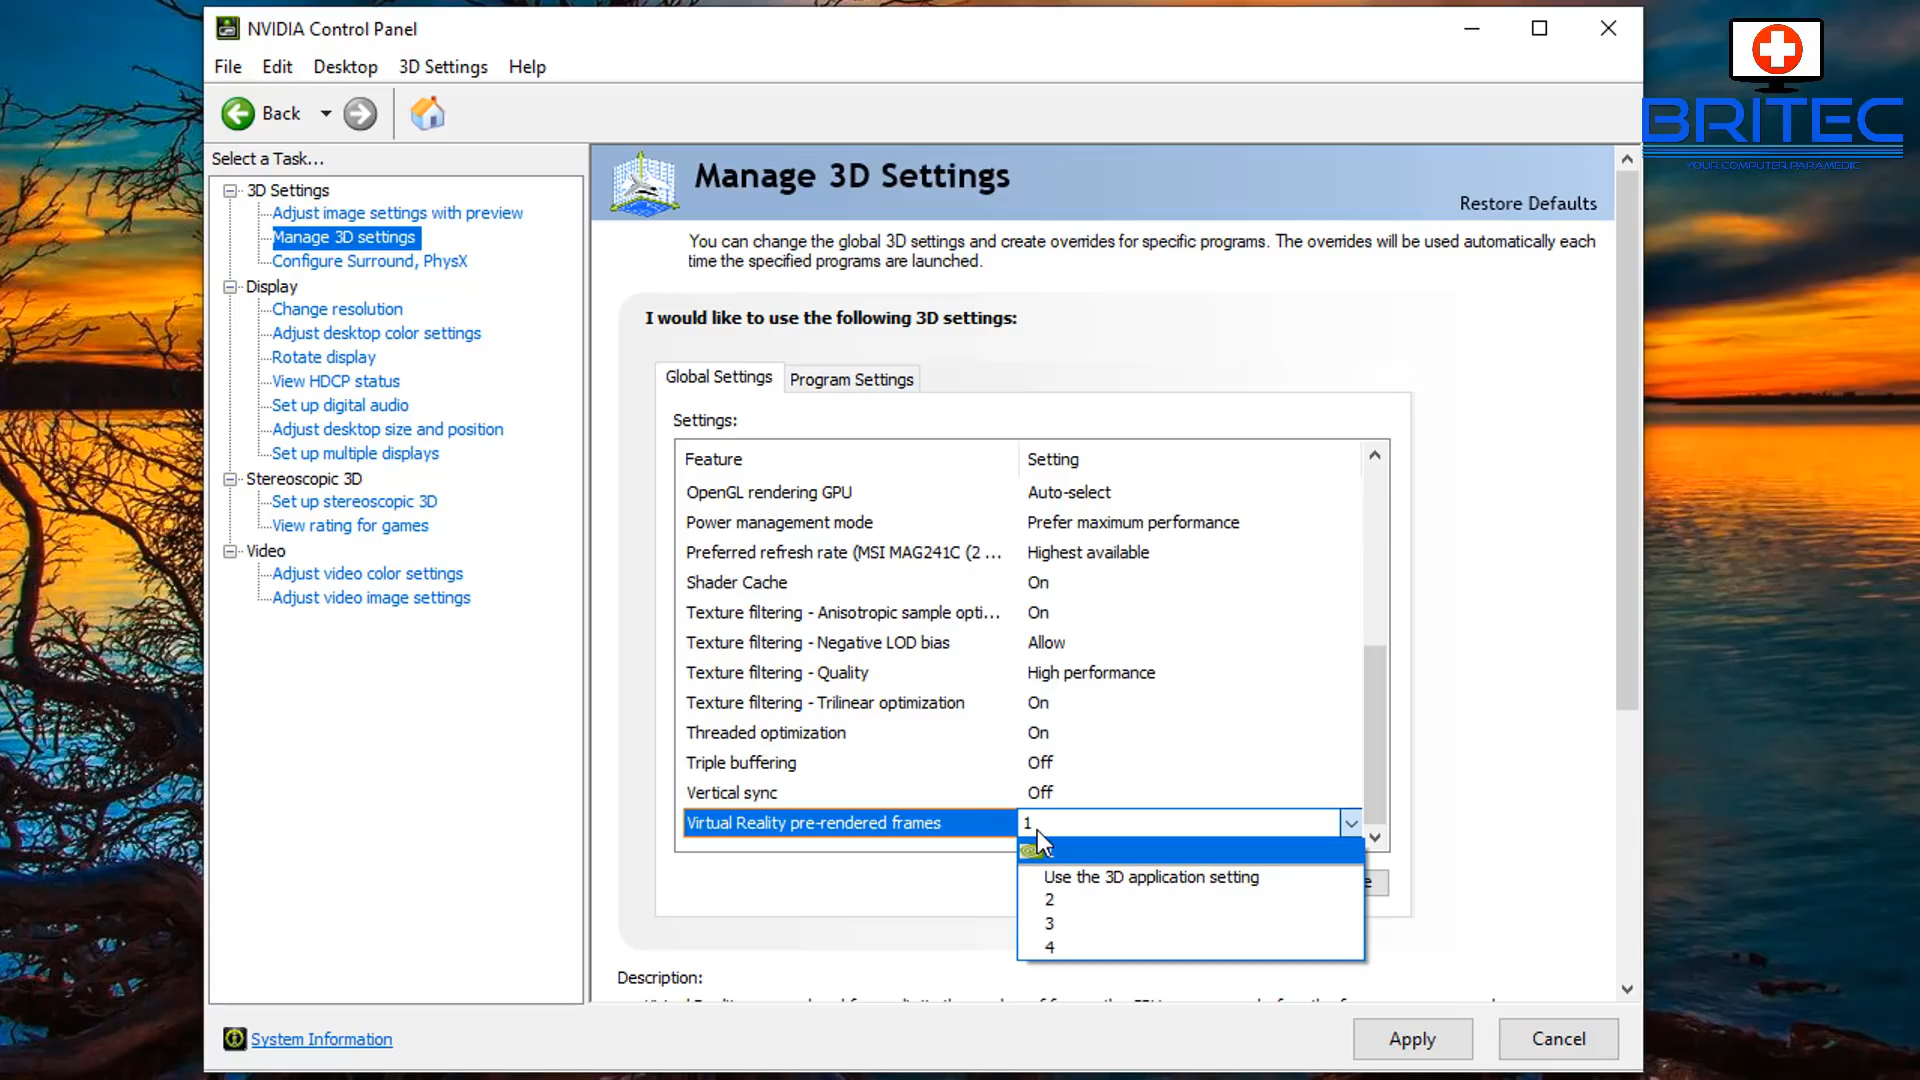 NVIDIA Control Panel
BRITEC
YOUR COMPUTER PARAMEDIC
File Edit Desktop 3D Settings Help
Back
Select a Task...
3D Settings
Adjust image settings with preview
Manage 3D settings
Configure Surround, PhysX
Display
Change resolution
Adjust desktop color settings
Rotate display
View HDCP status
Set up digital audio
Adjust desktop size and position
Set up multiple displays
Stereoscopic 3D
Set up stereoscopic 3D
View rating for games
Video
Adjust video color settings
Adjust video image settings
Manage 3D Settings
Restore Defaults
You can change the global 3D settings and create overrides for specific programs. The overrides will be used automatically each
time the specified programs are launched.
I would like to use the following 3D settings:
Global Settings Program Settings
Settings:
Feature Setting
OpenGL rendering GPU Auto-select
Power management mode Prefer maximum performance
Preferred refresh rate (MSI MAG241C (2 ... Highest available
Shader Cache On
Texture filtering - Anisotropic sample opti... On
Texture filtering - Negative LOD bias Allow
Texture filtering - Quality High performance
Texture filtering - Trilinear optimization On
Threaded optimization On
Triple buffering Off
Vertical sync Off
Virtual Reality pre-rendered frames 1
Use the 3D application setting
2
3
4
Description:
System Information
Apply Cancel